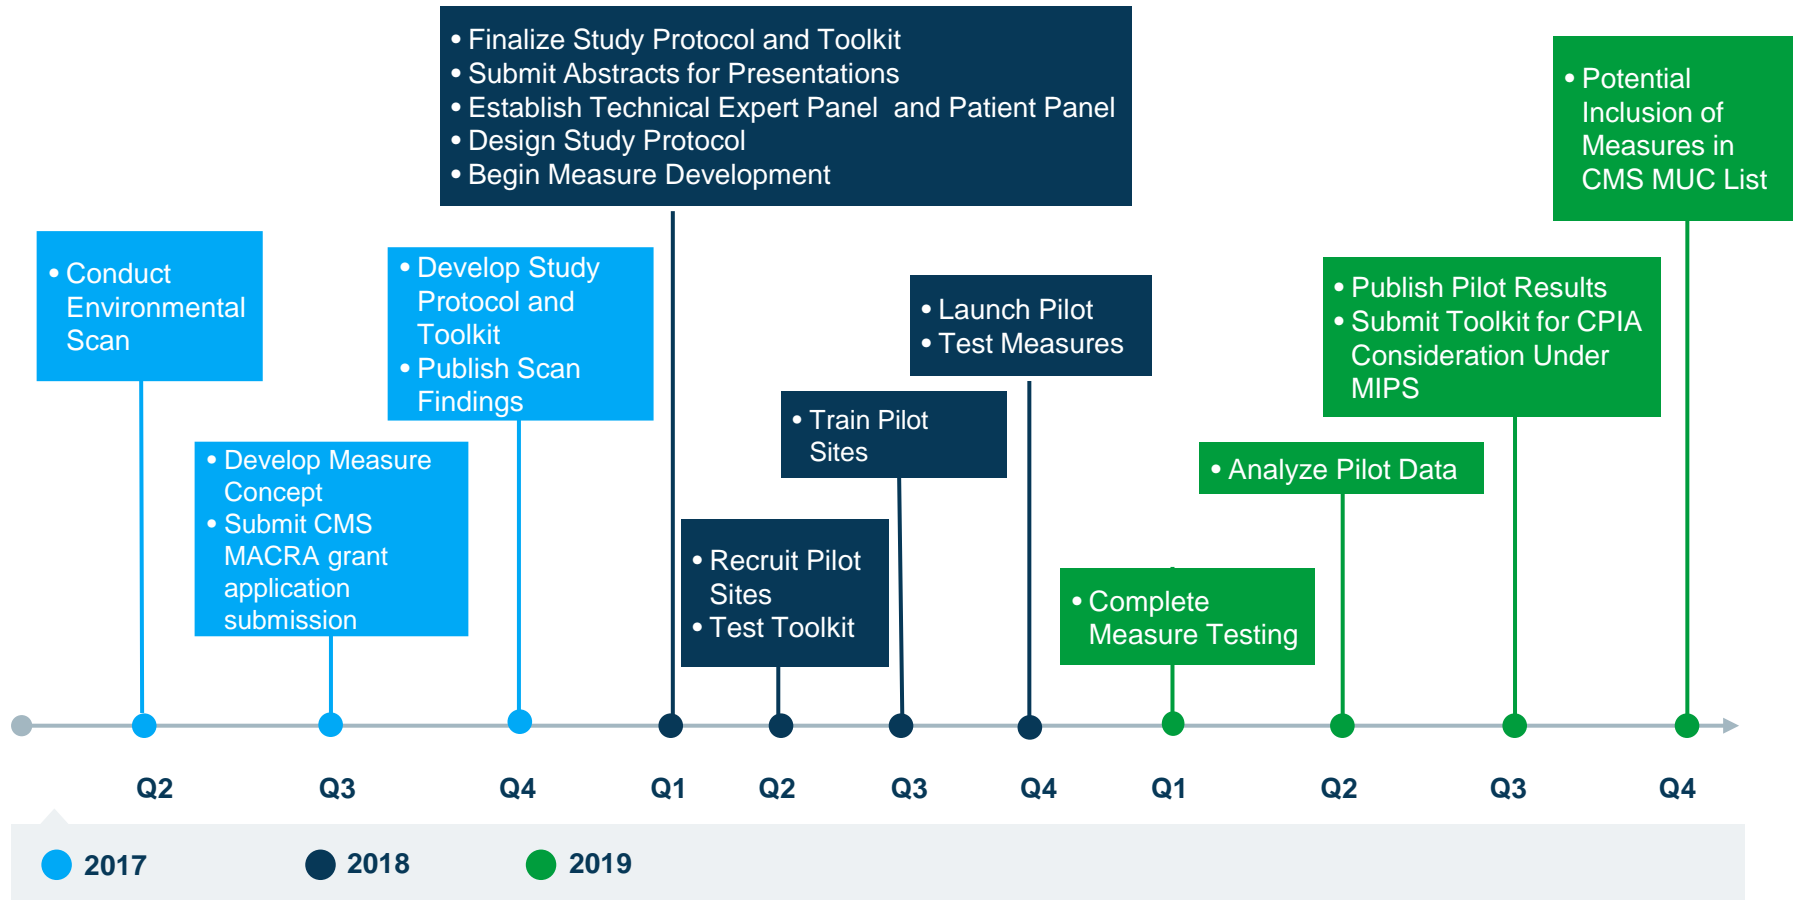 • Finalize Study Protocol and Toolkit
• Submit Abstracts for Presentations
• Establish Technical Expert Panel and Patient Panel
• Design Study Protocol
• Begin Measure Development
• Potential
Inclusion of
Measures in
CMS MUC List
• Conduct
Environmental
Scan
• Develop Study
Protocol and
Toolkit
• Publish Scan
Findings
• Launch Pilot
• Test Measures
• Publish Pilot Results
• Submit Toolkit for CPIA
Consideration Under
MIPS
• Train Pilot
Sites
• Develop Measure
Concept
• Submit CMS
MACRA grant
application
submission
• Analyze Pilot Data
• Recruit Pilot
Sites
• Test Toolkit
• Complete
Measure Testing
Q2 Q3 Q4 Q1 Q2 Q3 Q4 Q1 Q2 Q3 Q4
2017 2018 2019